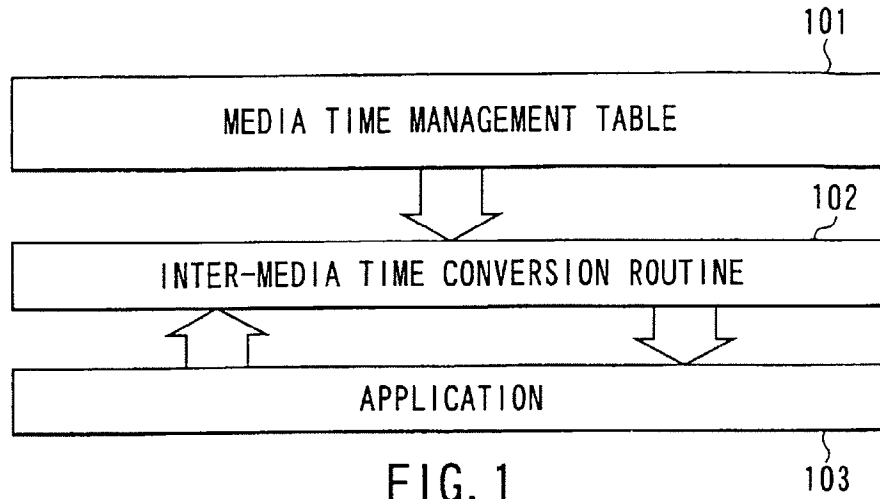 101
MEDIA TIME MANAGEMENT TABLE
102
INTER-MEDIA TIME CONVERSION ROUTINE
APPLICATION
103
FIG. 1